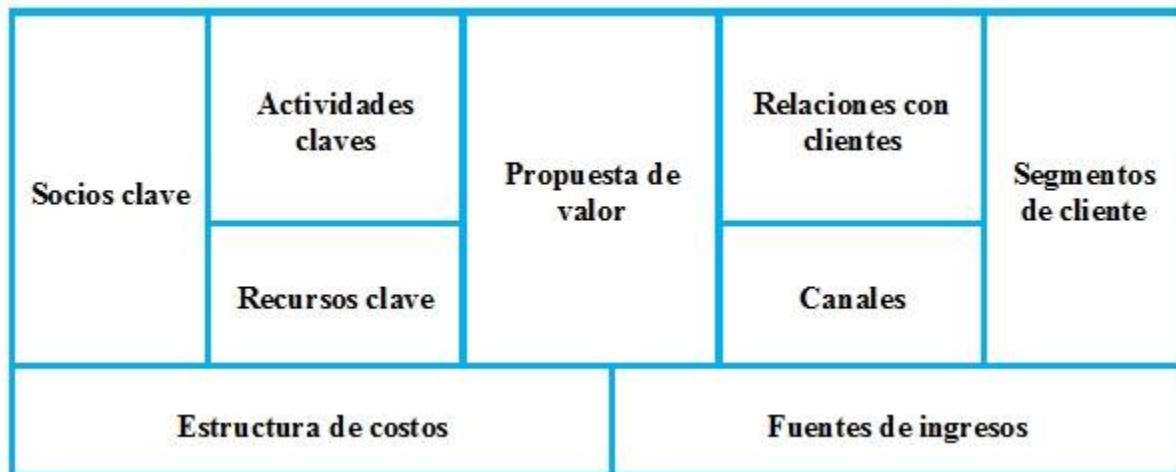 Socios clave
Actividades
claves
Recursos clave
Propuesta de
valor
Relaciones con
clientes
Canales
Segmentos
de cliente
Estructura de costos
Fuentes de ingresos